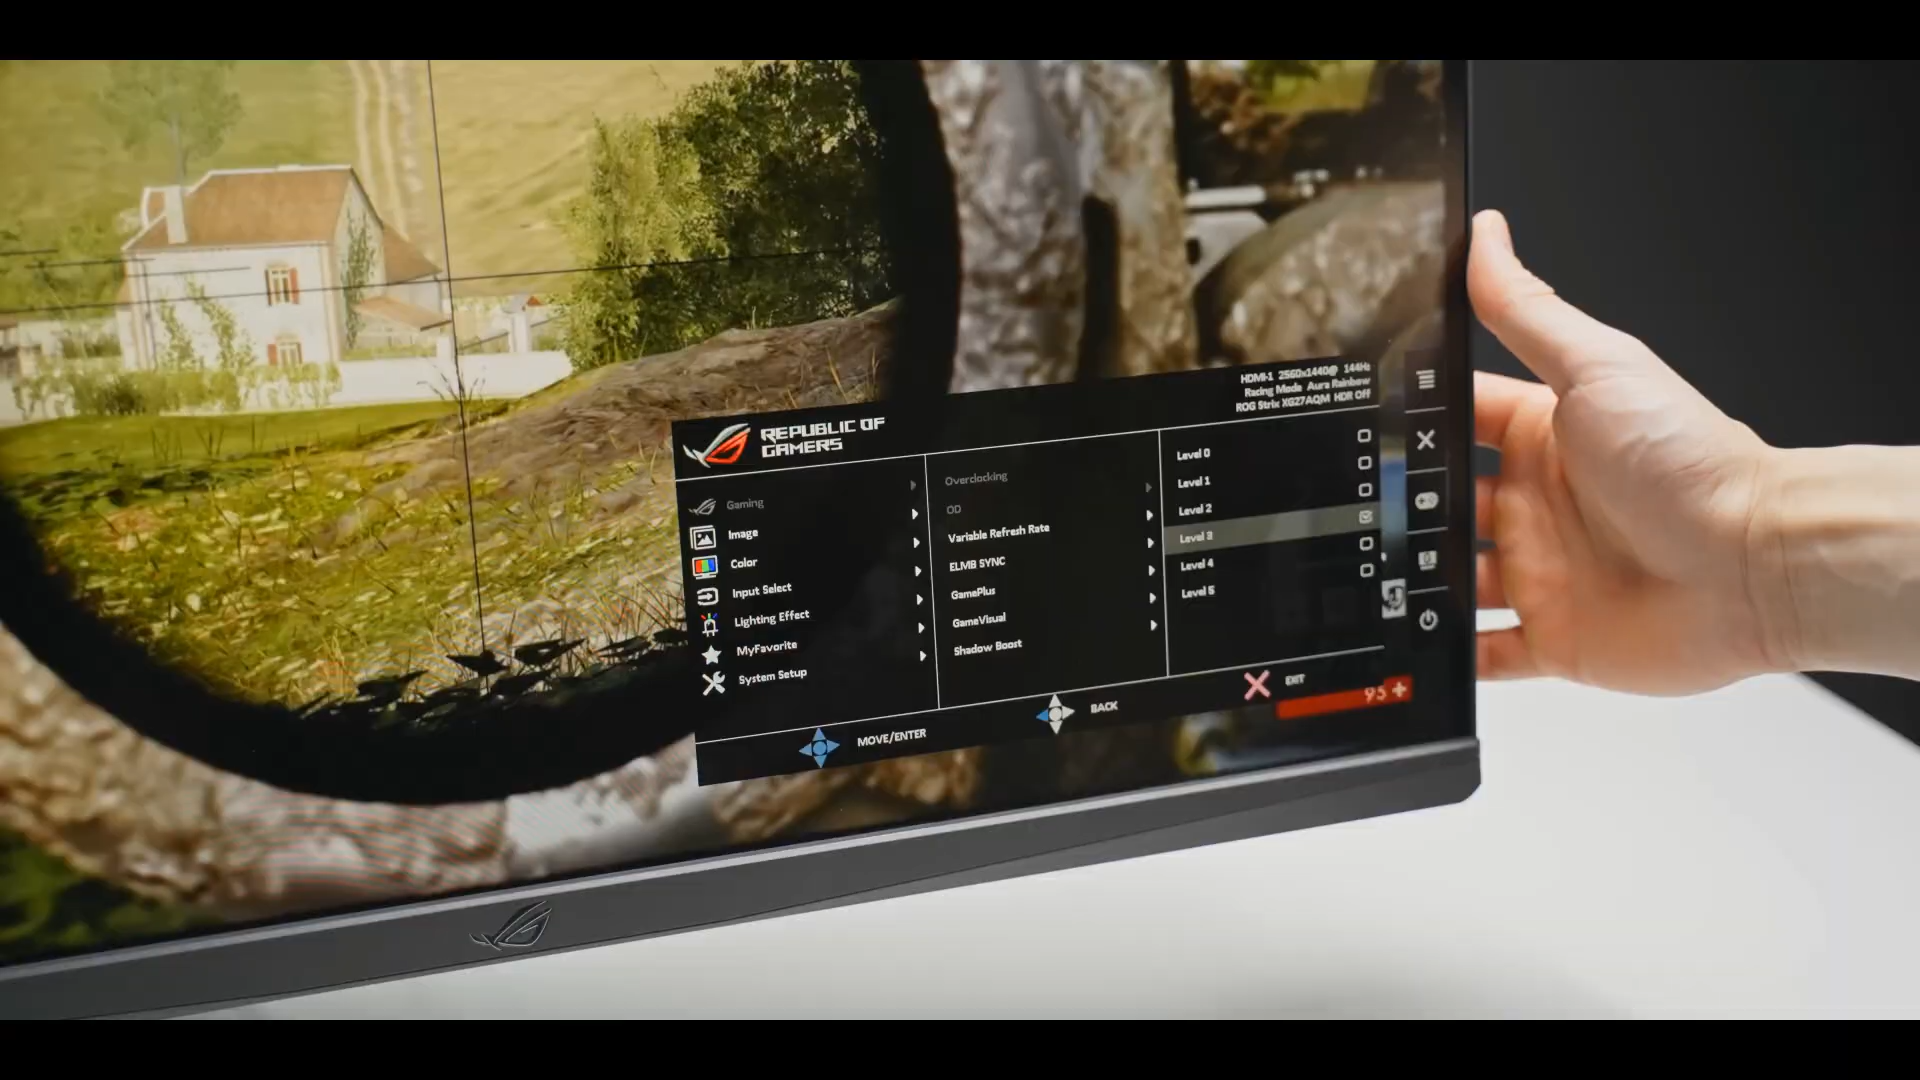 HDMI-1 2560x1440@ 144Hz
Racing Mode Aura Rainbow
ROG Strix XG27AQM HDR Off
REPUBLIC OF
GAMERS
Gaming
Image
Color
Input Select
Lighting Effect
MyFavorite
System Setup
Overclocking
OD
Variable Refresh Rate
ELMB SYNC
GamePlus
GameVisual
Shadow Boost
Level 0
Level 1
Level 2
Level 3
Level 4
Level 5
MOVE/ENTER
BACK
EXIT
95 +